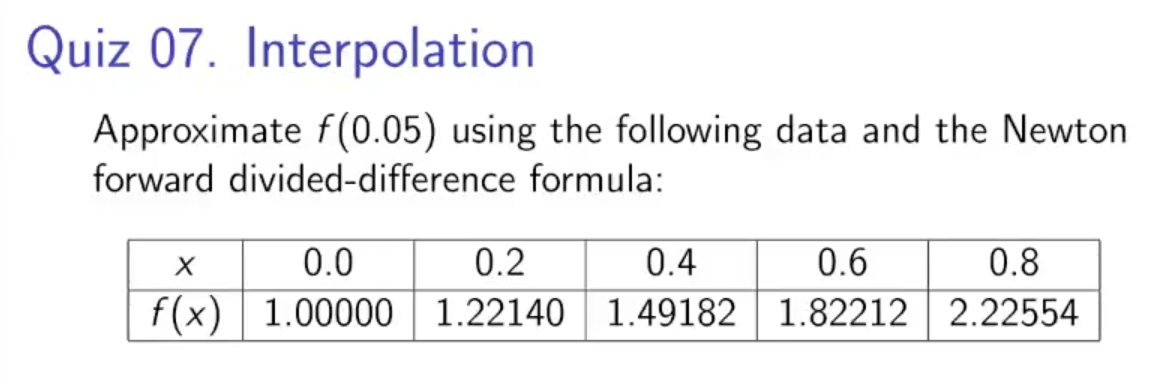 Quiz 07. Interpolation
Approximate f(0.05) using the following data and the Newton
forward divided-difference formula:
x 0.0 0.2 0.4 0.6 0.8
f(x) 1.00000 1.22140 1.49182 1.82212 2.22554